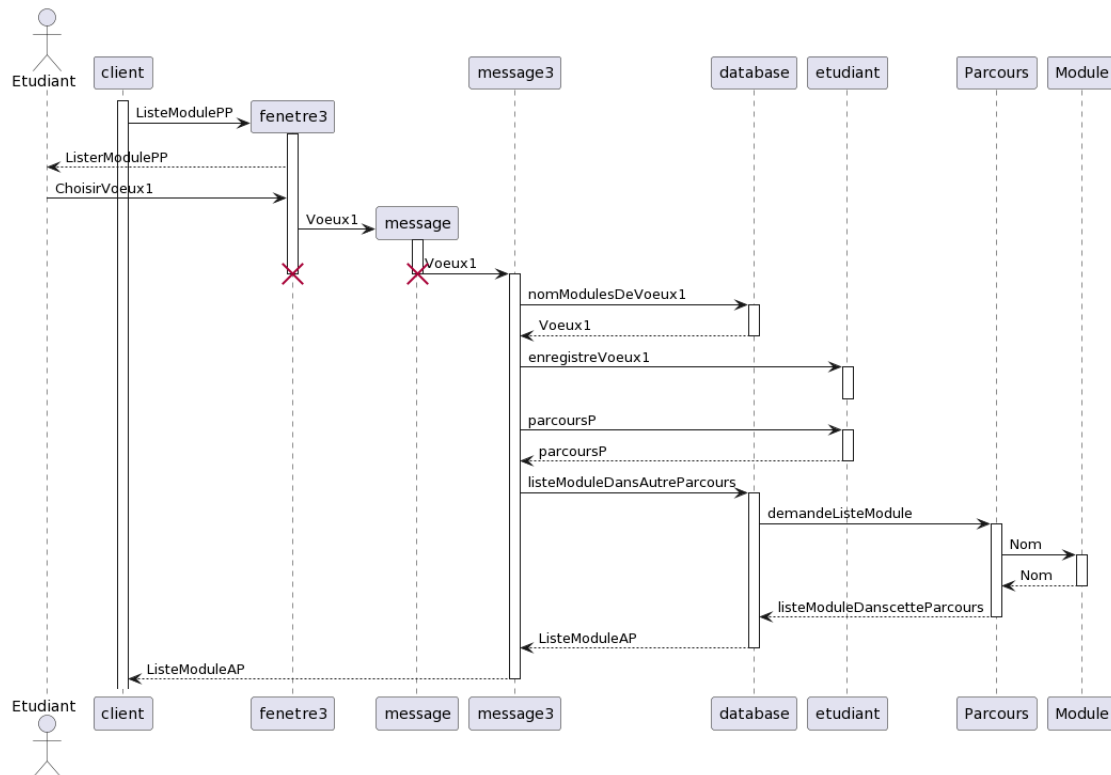 Etudiant
client
message3
database
etudiant
Parcours
Module
ListeModulePP
fenetre3
ListerModulePP
ChoisirVoeux1
Voeux1
message
Voeux1
nomModulesDeVoeux1
Voeux1
enregistreVoeux1
parcoursP
parcoursP
listeModuleDansAutreParcours
demandeListeModule
Nom
Nom
listeModuleDanscetteParcours
ListeModuleAP
ListeModuleAP
Etudiant
client
fenetre3
message
message3
database
etudiant
Parcours
Module